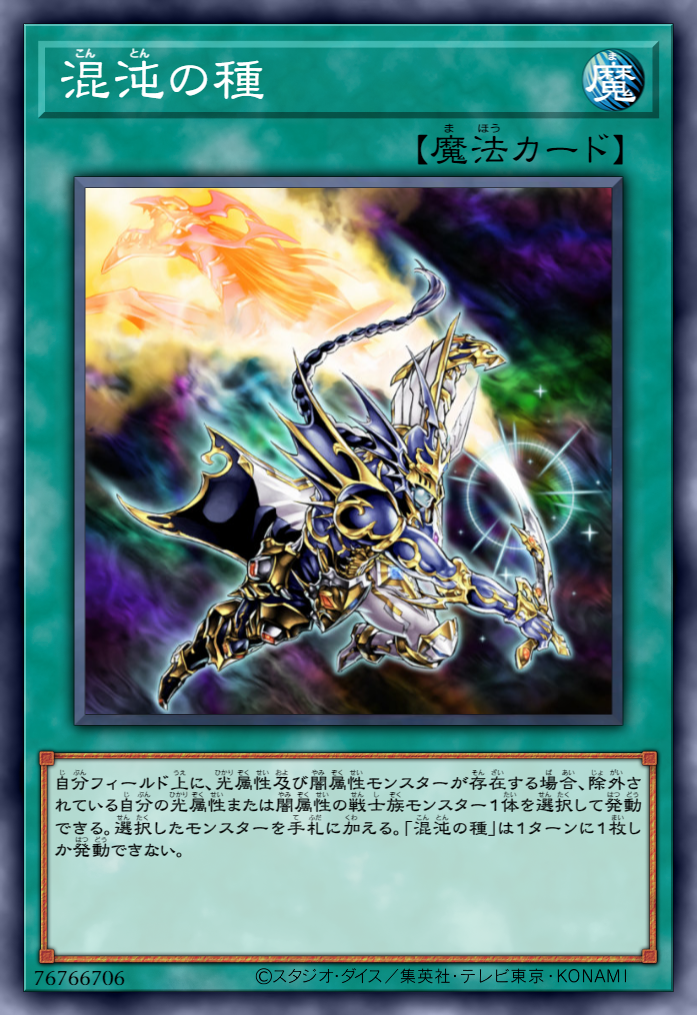 混沌の種
魔
【魔法カード】
自分フィールド上に、光属性及び闇属性モンスターが存在する場合、除外さ
れている自分の光属性または闇属性の戦士族モンスター1体を選択して発動
できる。選択したモンスターを手札に加える。「混沌の種」は1ターンに1枚し
か発動できない。
76766706
©スタジオ・ダイス／集英社・テレビ東京・KONAMI